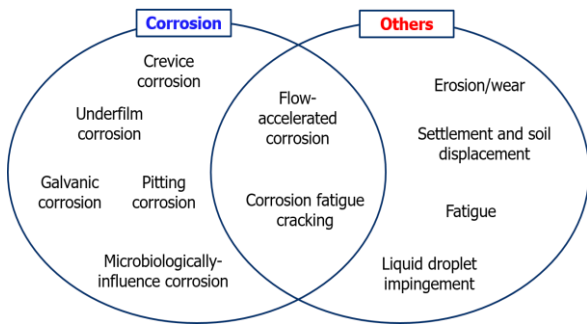 Corrosion
Others
Crevice
corrosion
Underfilm
corrosion
Galvanic
corrosion
Pitting
corrosion
Microbiologically-
influence corrosion
Flow-
accelerated
corrosion
Corrosion fatigue
cracking
Erosion/wear
Settlement and soil
displacement
Fatigue
Liquid droplet
impingement